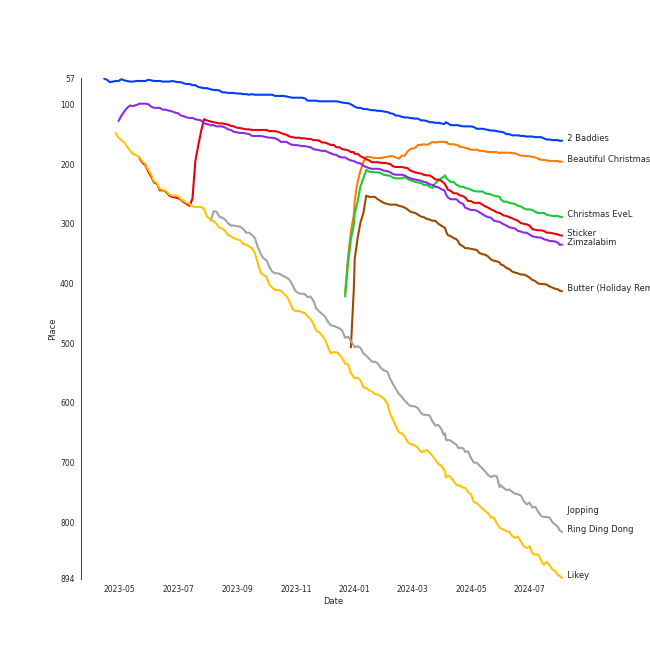 57
100
200
300
400
500
600
700
800
894
Place
2023-05
2023-07
2023-09
2023-11
2024-01
2024-03
2024-05
2024-07
Date
2 Baddies
Beautiful Christmas
Christmas EveL
Sticker
Zimzalabim
Butter (Holiday Rem
Jopping
Ring Ding Dong
Likey